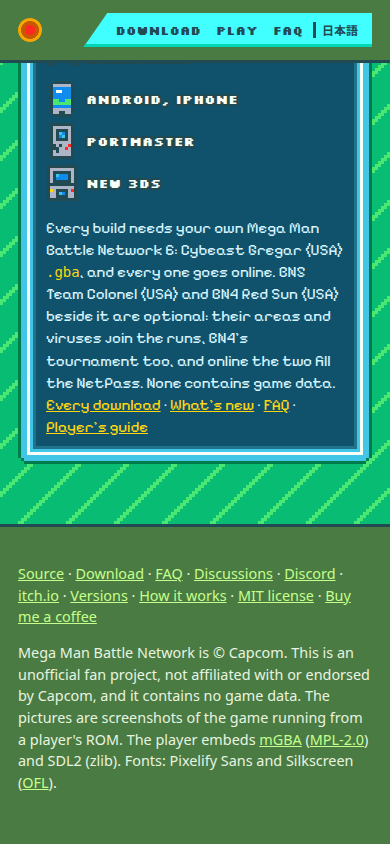 DOWNLOAD PLAY FAQ 日本語
ANDROID, IPHONE
PORTMASTER
NEW 3DS
Every build needs your own Mega Man
Battle Network 6: Cybeast Gregar (USA)
.gba, and every one goes online. BN5
Team Colonel (USA) and BN4 Red Sun (USA)
beside it are optional: their areas and
viruses join the runs, BN4's
tournament too, and online the two fill
the NetPass. None contains game data.
Every download · What's new · FAQ ·
Player's guide
Source · Download · FAQ · Discussions · Discord ·
itch.io · Versions · How it works · MIT license · Buy
me a coffee
Mega Man Battle Network is © Capcom. This is an
unofficial fan project, not affiliated with or endorsed
by Capcom, and it contains no game data. The
pictures are screenshots of the game running from
a player's ROM. The player embeds mGBA (MPL-2.0)
and SDL2 (zlib). Fonts: Pixelify Sans and Silkscreen
(OFL).